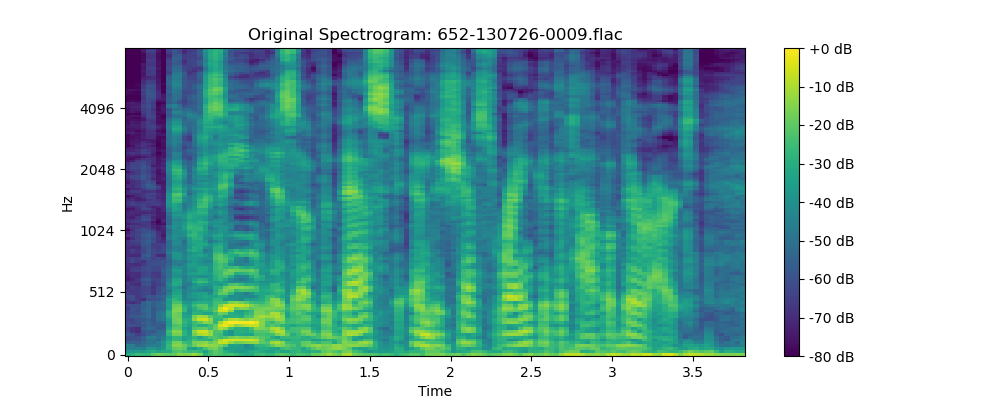 Original Spectrogram: 652-130726-0009.flac
Hz
4096
2048
1024
512
0
0 0.5 1 1.5 2 2.5 3 3.5
Time
+0 dB
-10 dB
-20 dB
-30 dB
-40 dB
-50 dB
-60 dB
-70 dB
-80 dB